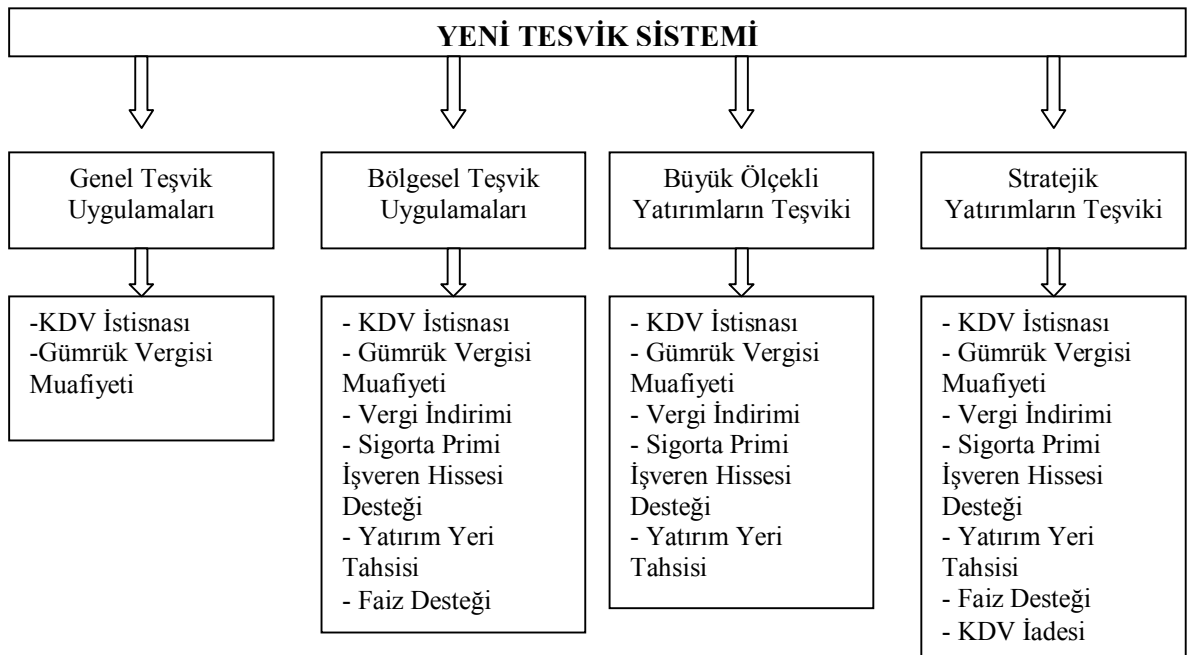 YENİ TESVİK SİSTEMİ
Genel Teşvik
Uygulamaları
-KDV İstisnası
-Gümrük Vergisi
Muafiyeti
Bölgesel Teşvik
Uygulamaları
- KDV İstisnası
- Gümrük Vergisi
Muafiyeti
- Vergi İndirimi
- Sigorta Primi
İşveren Hissesi
Desteği
- Yatırım Yeri
Tahsisi
- Faiz Desteği
Büyük Ölçekli
Yatırımların Teşviki
- KDV İstisnası
- Gümrük Vergisi
Muafiyeti
- Vergi İndirimi
- Sigorta Primi
İşveren Hissesi
Desteği
- Yatırım Yeri
Tahsisi
Stratejik
Yatırımların Teşviki
- KDV İstisnası
- Gümrük Vergisi
Muafiyeti
- Vergi İndirimi
- Sigorta Primi
İşveren Hissesi
Desteği
- Yatırım Yeri
Tahsisi
- Faiz Desteği
- KDV İadesi